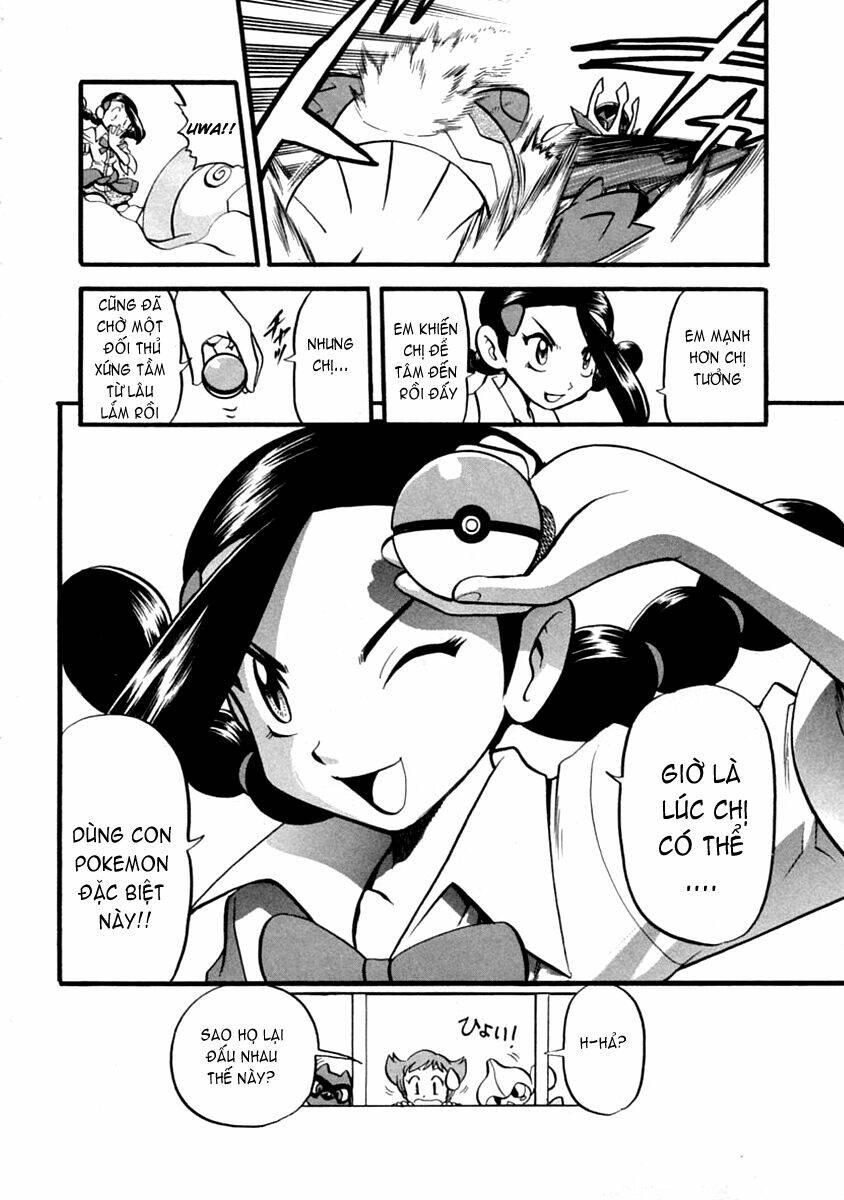 UWA!!
EM MẠNH
HƠN CHỊ
TƯỞNG
EM KHIẾN
CHỊ ĐỂ
TÂM ĐẾN
RỒI ĐẤY
NHƯNG
CHỊ...
CŨNG ĐÃ
CHỜ MỘT
ĐỐI THỦ
XỨNG TẦM
TỪ LÂU
LẮM RỒI
GIỜ LÀ
LÚC CHỊ
CÓ THỂ
....
DÙNG CON
POKEMON
ĐẶC BIỆT
NÀY!!
H-HẢ?
ひょい!
SAO HỌ LẠI
ĐẤU NHAU
THẾ NÀY?